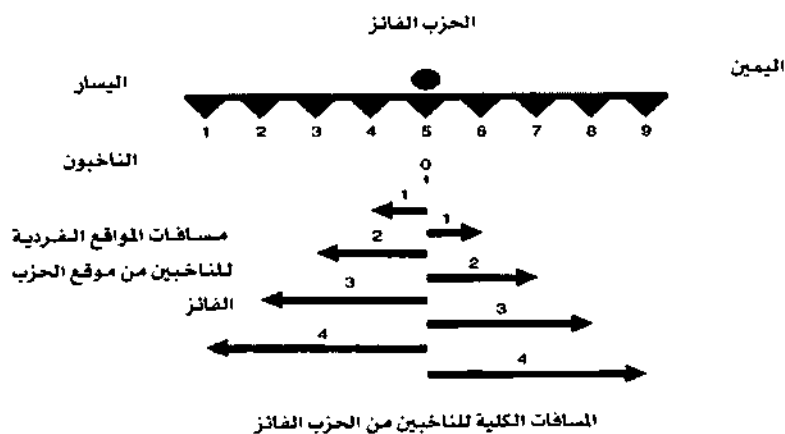 الحزب الفائز
اليمين
اليسار
1 2 3 4 5 6 7 8 9
الناخبون
0
1
1
1
مسافات المواقع الفردية
2
للناخبين من موقع الحزب
2
3
الفائز
3
4
4
المسافات الكلية للناخبين من الحزب الفائز